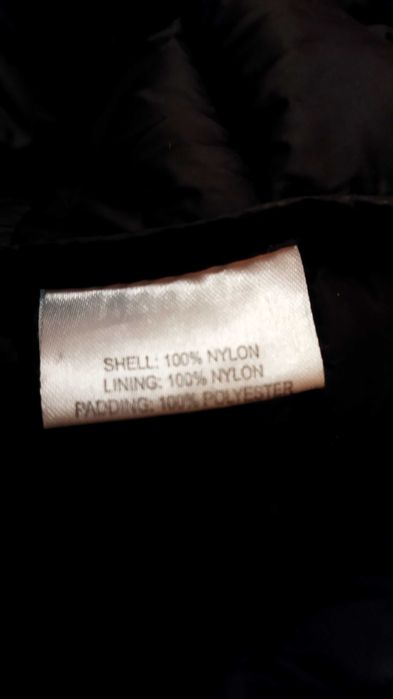 SHELL: 100% NYLON
LINING: 100% NYLON
PADDING: 100% POLYESTER